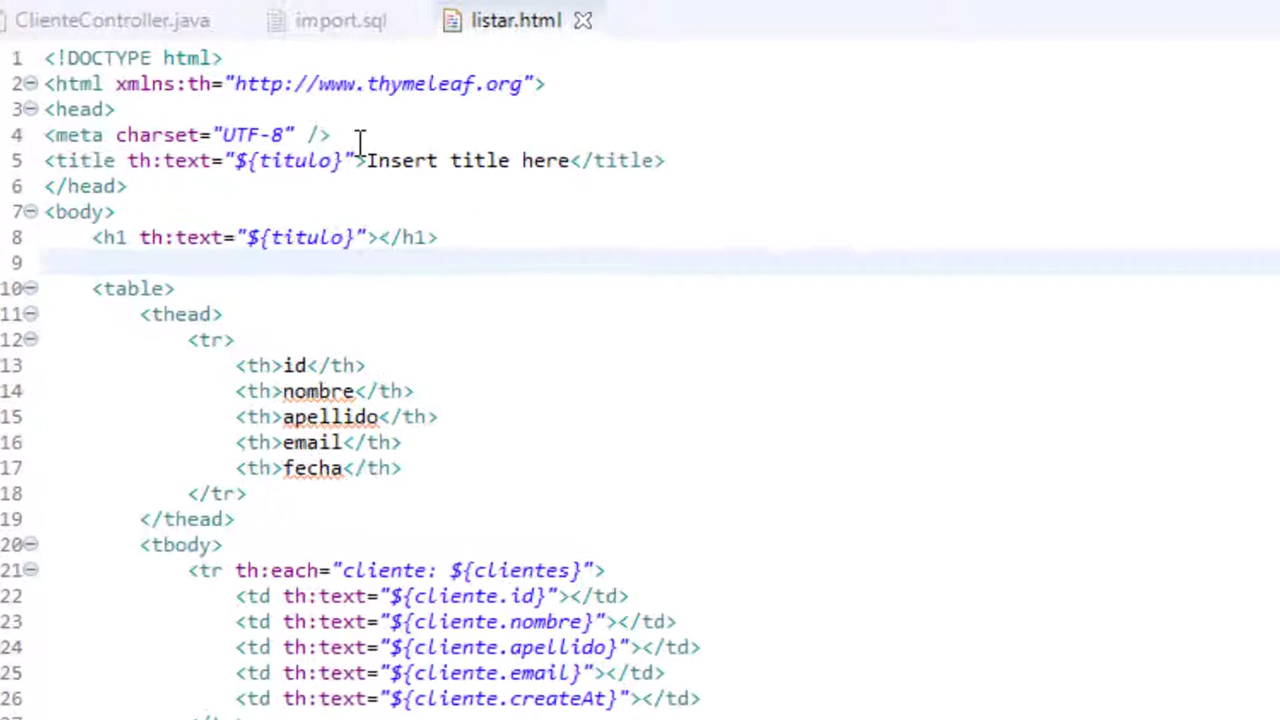 ClienteController.java import.sql listar.html
1 <!DOCTYPE html>
2 <html xmlns:th="http://www.thymeleaf.org">
3 <head>
4 <meta charset="UTF-8" />
5 <title th:text="${titulo}">Insert title here</title>
6 </head>
7 <body>
8 <h1 th:text="${titulo}"></h1>
9
10 <table>
11 <thead>
12 <tr>
13 <th>id</th>
14 <th>nombre</th>
15 <th>apellido</th>
16 <th>email</th>
17 <th>fecha</th>
18 </tr>
19 </thead>
20 <tbody>
21 <tr th:each="cliente: ${clientes}">
22 <td th:text="${cliente.id}"></td>
23 <td th:text="${cliente.nombre}"></td>
24 <td th:text="${cliente.apellido}"></td>
25 <td th:text="${cliente.email}"></td>
26 <td th:text="${cliente.createAt}"></td>